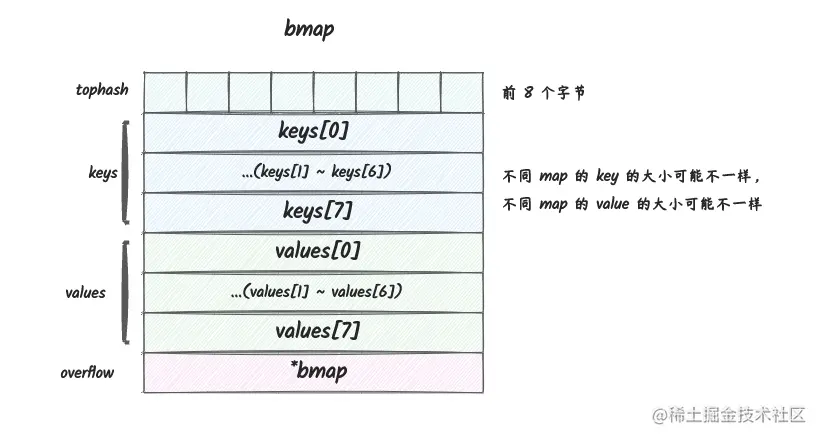 bmap
tophash
前 8 个字节
keys[0]
keys
...(keys[1] ~ keys[6])
不同 map 的 key 的大小可能不一样，
keys[7]
不同 map 的 value 的大小可能不一样
values[0]
values
...(values[1] ~ values[6])
values[7]
overflow
*bmap
@稀土掘金技术社区